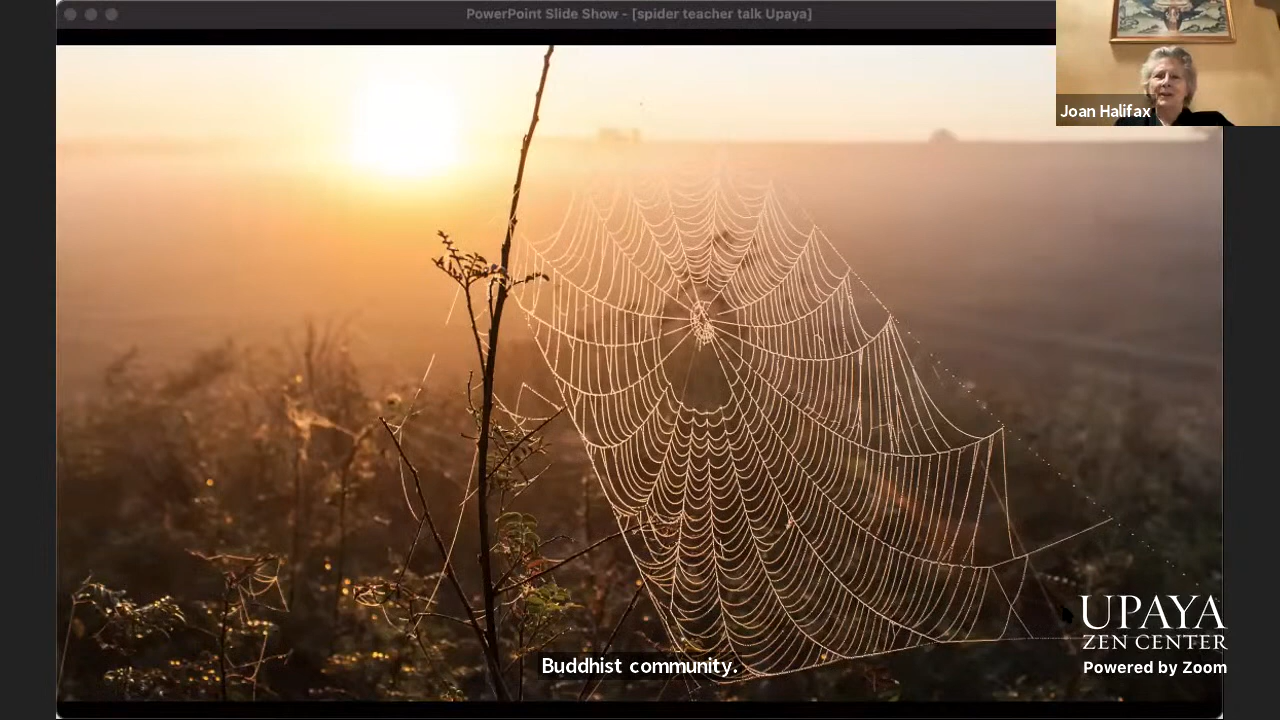 PowerPoint Slide Show - [spider teacher talk Upaya]
Joan Halifax
Buddhist community.
UPAYA
ZEN CENTER
Powered by Zoom